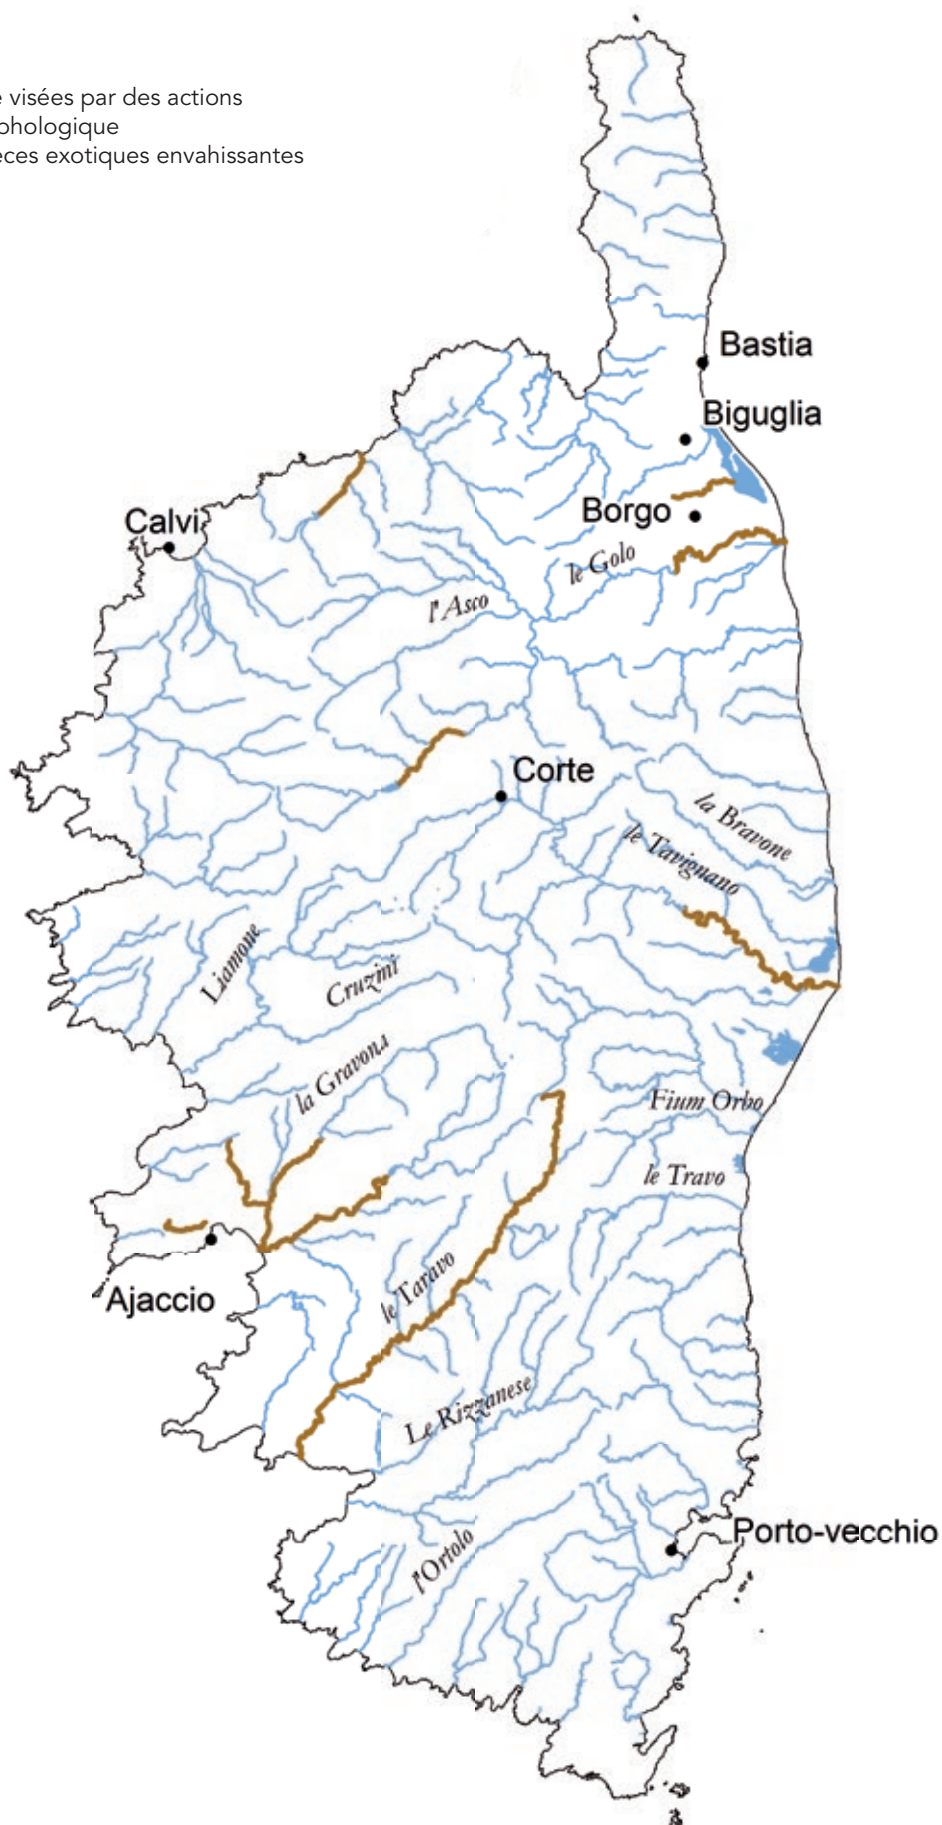 visées par des actions
phologique
èces exotiques envahissantes
Bastia
Biguglia
Borgo
Calvi
le Golo
l'Asco
Corte
la Bravone
le Tavignano
Liamone
Cruzini
la Gravona
Fium Orbo
le Travo
le Taravo
Ajaccio
Le Rizzanese
Porto-vecchio
l'Ortolo